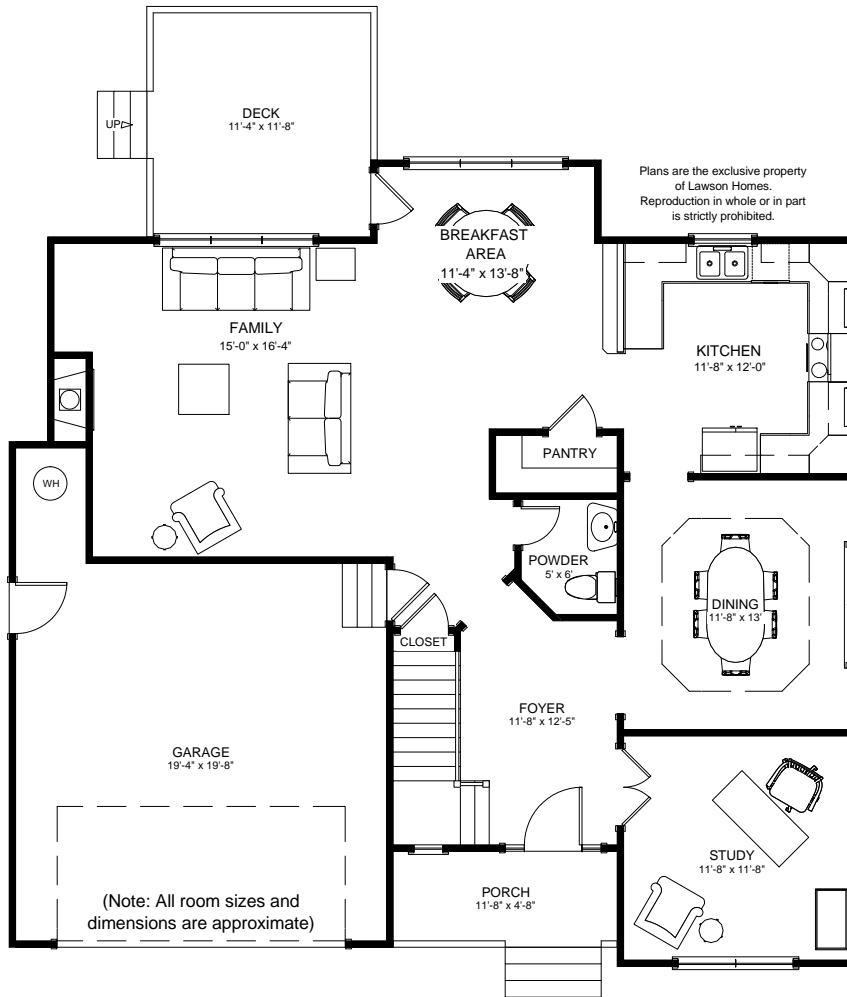 DECK
11'-4" x 11'-8"
UP
Plans are the exclusive property
of Lawson Homes.
Reproduction in whole or in part
is strictly prohibited.
BREAKFAST
AREA
11'-4" x 13'-8"
FAMILY
15'-0" x 16'-4"
KITCHEN
11'-8" x 12'-0"
PANTRY
WH
POWDER
5' x 6'
DINING
11'-8" x 13'
CLOSET
FOYER
11'-8" x 12'-5"
GARAGE
19'-4" x 19'-8"
STUDY
11'-8" x 11'-8"
PORCH
11'-8" x 4'-8"
(Note: All room sizes and
dimensions are approximate)